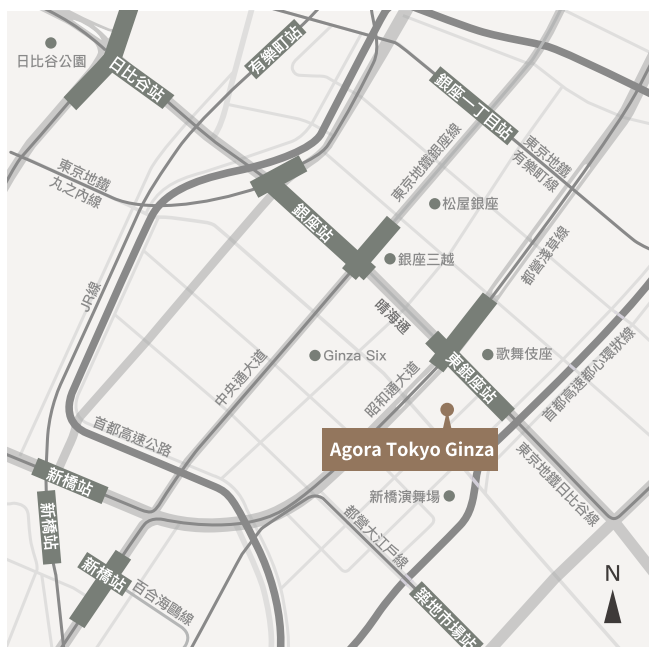 日比谷公園
日比谷站
有樂町站
銀座一丁目站
東京地鐵
有樂町線
東京地鐵銀座線
東京地鐵
丸之內線
銀座站
松屋銀座
銀座三越
都營淺草線
JR線
晴海通
中央通大道
Ginza Six
昭和通大道
歌舞伎座
東銀座站
首都高速都心環狀線
首都高速公路
Agora Tokyo Ginza
新橋站
新橋站
新橋演舞場
東京地鐵日比谷線
都營大江戶線
新橋站
百合海鷗線
築地市場站
N